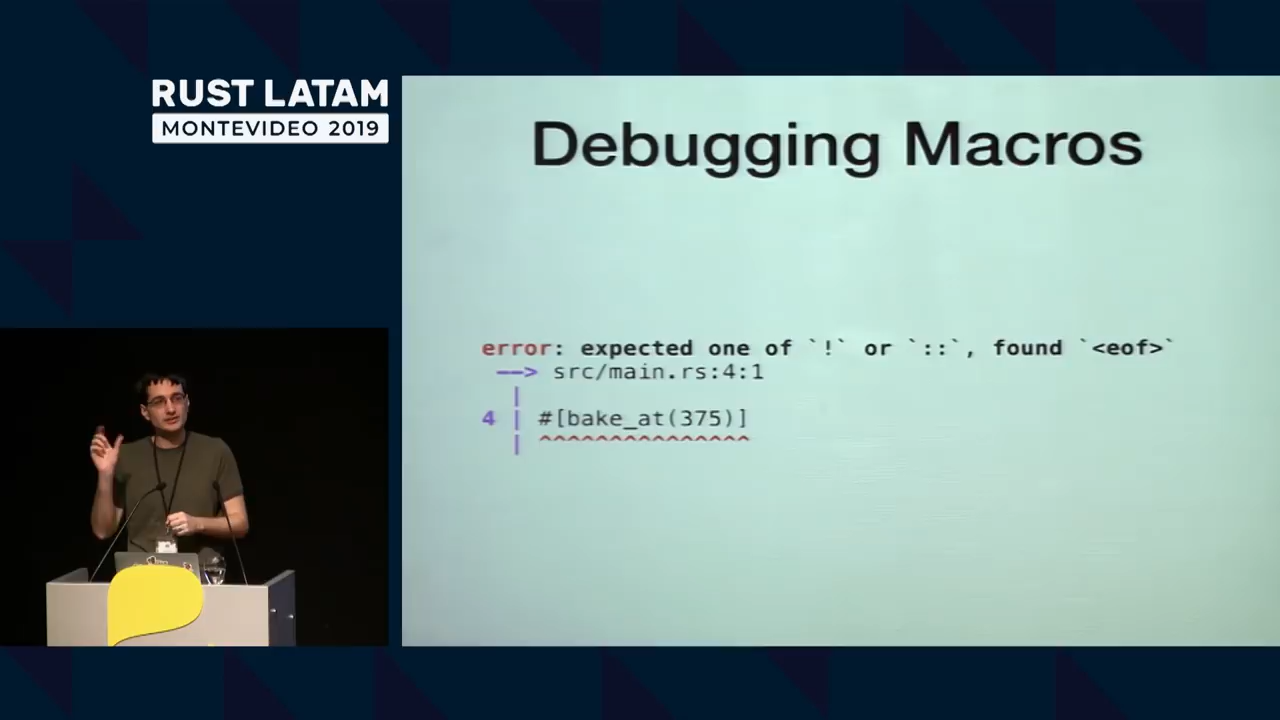 RUST LATAM
MONTEVIDEO 2019
Debugging Macros
error: expected one of `!` or `::`, found `<eof>`
--> src/main.rs:4:1
|
4 | #[bake_at(375)]
| ^^^^^^^^^^^^^^^